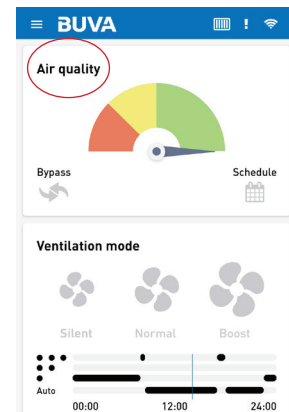 BUVA !
Air quality
Bypass Schedule
Ventilation mode
Silent Normal Boost
Auto
00:00 12:00 24:00